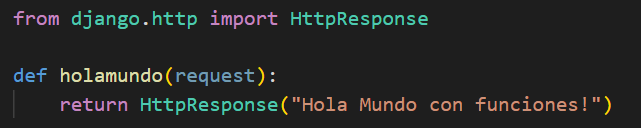 from django.http import HttpResponse
def holamundo(request):
    return HttpResponse("Hola Mundo con funciones!")